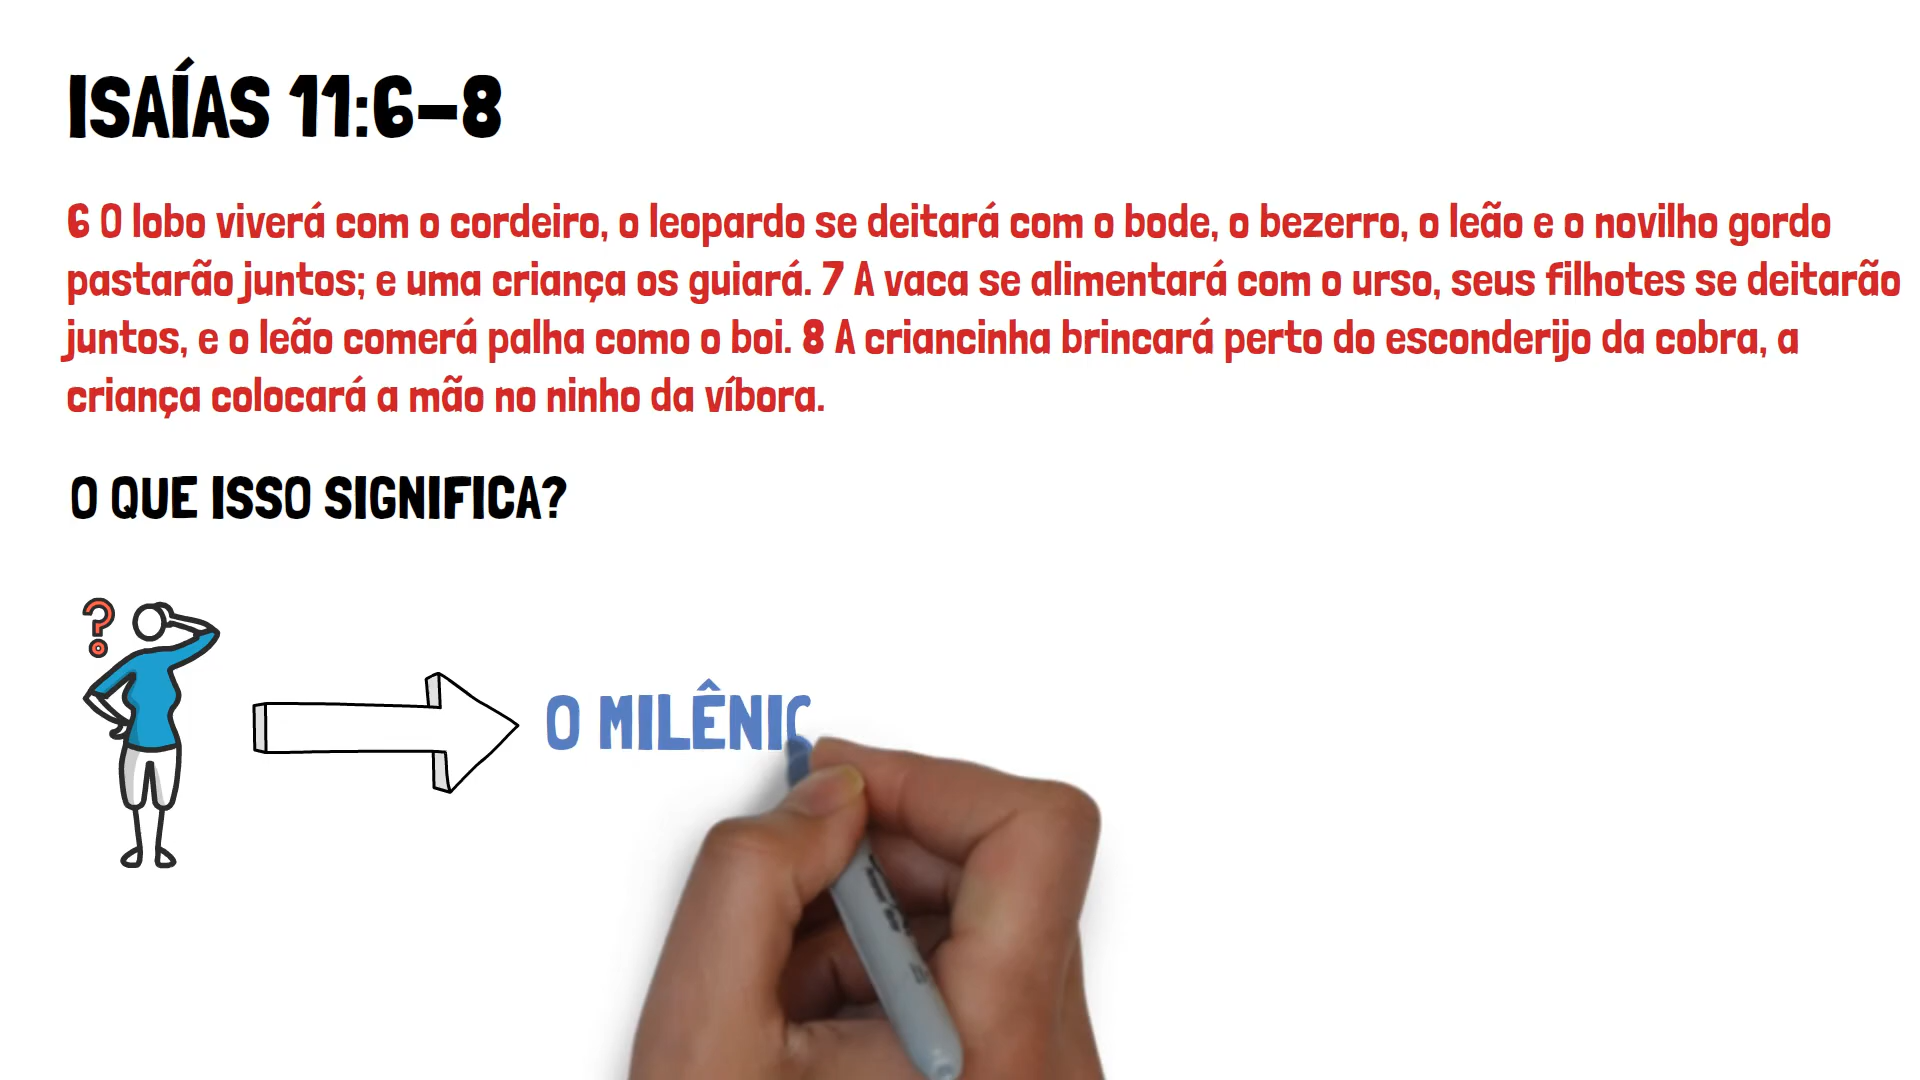 ISAÍAS 11:6-8
6 O lobo viverá com o cordeiro, o leopardo se deitará com o bode, o bezerro, o leão e o novilho gordo
pastarão juntos; e uma criança os guiará. 7 A vaca se alimentará com o urso, seus filhotes se deitarão
juntos, e o leão comerá palha como o boi. 8 A criancinha brincará perto do esconderijo da cobra, a
criança colocará a mão no ninho da víbora.
O QUE ISSO SIGNIFICA?
?
O MILÊNI